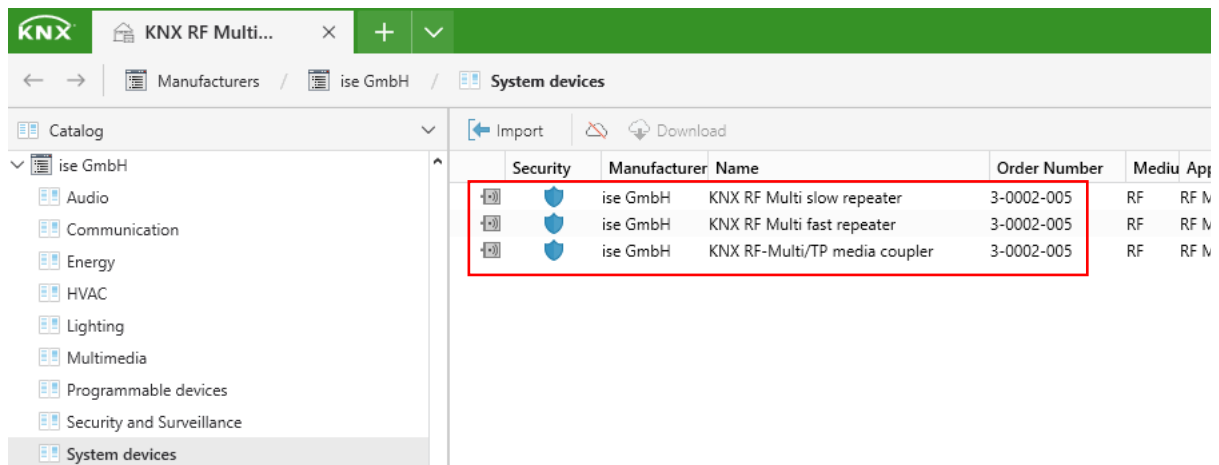 KNX KNX RF Multi...
Manufacturers / ise GmbH / System devices
Catalog
Import Download
ise GmbH
Audio
Communication
Energy
HVAC
Lighting
Multimedia
Programmable devices
Security and Surveillance
System devices
Security Manufacturer Name Order Number Mediu App
ise GmbH KNX RF Multi slow repeater 3-0002-005 RF RF M
ise GmbH KNX RF Multi fast repeater 3-0002-005 RF RF M
ise GmbH KNX RF-Multi/TP media coupler 3-0002-005 RF RF M